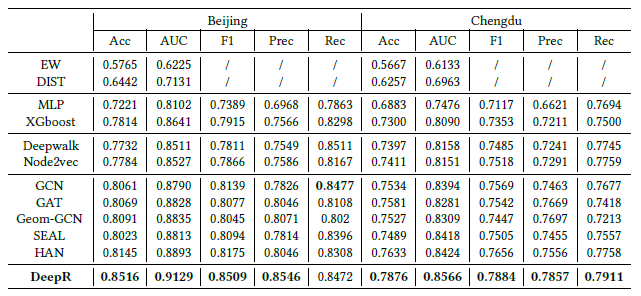 Beijing Chengdu
Acc AUC F1 Prec Rec Acc AUC F1 Prec Rec
EW 0.5765 0.6225 / / / 0.5667 0.6133 / / /
DIST 0.6442 0.7131 / / / 0.6257 0.6963 / / /
MLP 0.7221 0.8102 0.7389 0.6968 0.7863 0.6883 0.7476 0.7117 0.6621 0.7694
XGboost 0.7814 0.8641 0.7915 0.7566 0.8298 0.7300 0.8090 0.7353 0.7211 0.7500
Deepwalk 0.7732 0.8511 0.7811 0.7549 0.8511 0.7397 0.8158 0.7485 0.7241 0.7745
Node2vec 0.7784 0.8527 0.7866 0.7586 0.8167 0.7411 0.8151 0.7518 0.7291 0.7759
GCN 0.8061 0.8790 0.8139 0.7826 0.8477 0.7534 0.8394 0.7569 0.7463 0.7677
GAT 0.8069 0.8828 0.8077 0.8046 0.8108 0.7581 0.8281 0.7542 0.7669 0.7418
Geom-GCN 0.8091 0.8835 0.8045 0.8071 0.802 0.7527 0.8309 0.7447 0.7697 0.7213
SEAL 0.8023 0.8813 0.8094 0.7814 0.8396 0.7489 0.8418 0.7505 0.7455 0.7557
HAN 0.8145 0.8893 0.8175 0.8046 0.8308 0.7633 0.8424 0.7656 0.7556 0.7758
DeepR 0.8516 0.9129 0.8509 0.8546 0.8472 0.7876 0.8566 0.7884 0.7857 0.7911